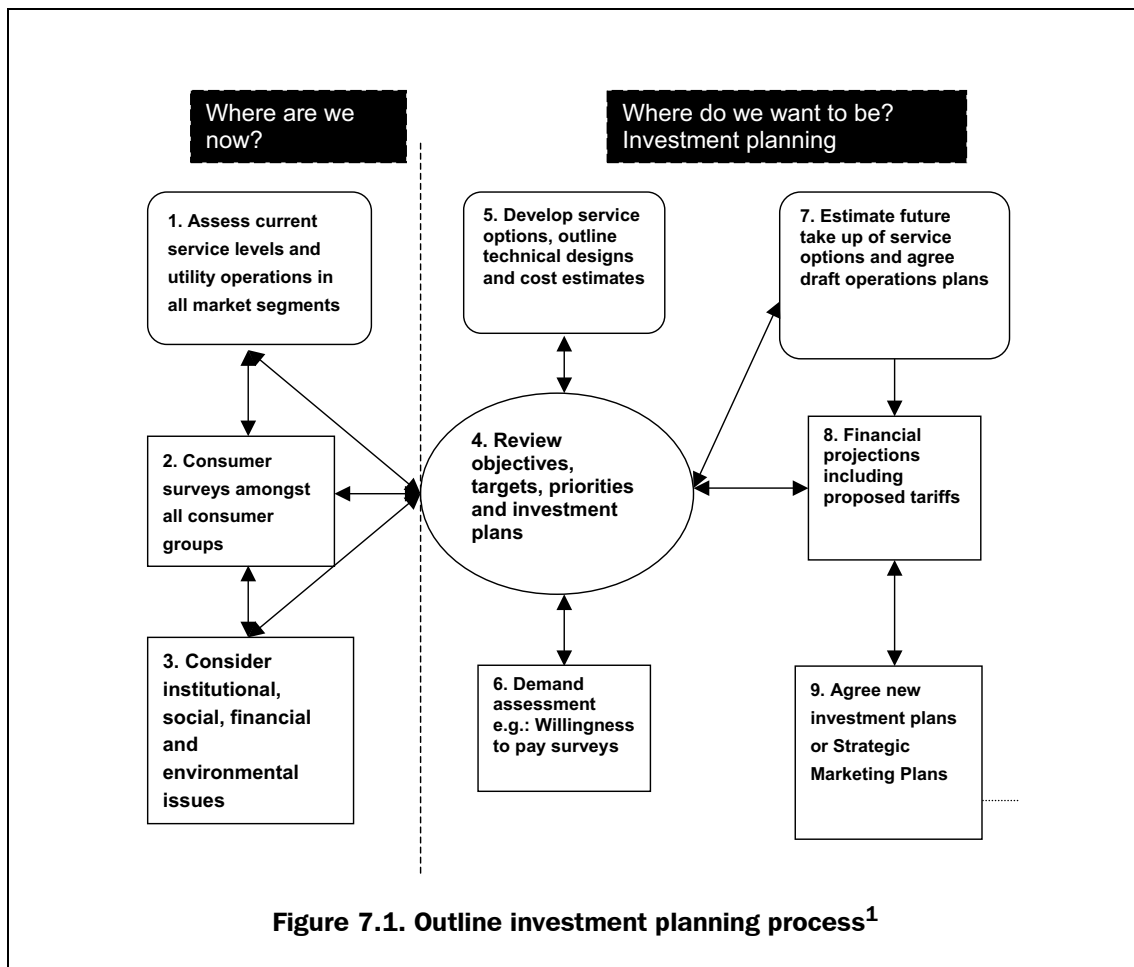 Where are we
now?
Where do we want to be?
Investment planning
1. Assess current
service levels and
utility operations in
all market segments
2. Consumer
surveys amongst
all consumer
groups
3. Consider
institutional,
social, financial
and
environmental
issues
4. Review
objectives,
targets, priorities
and investment
plans
5. Develop service
options, outline
technical designs
and cost estimates
6. Demand
assessment
e.g.: Willingness
to pay surveys
7. Estimate future
take up of service
options and agree
draft operations plans
8. Financial
projections
including
proposed tariffs
9. Agree new
investment plans
or Strategic
Marketing Plans
Figure 7.1. Outline investment planning process1